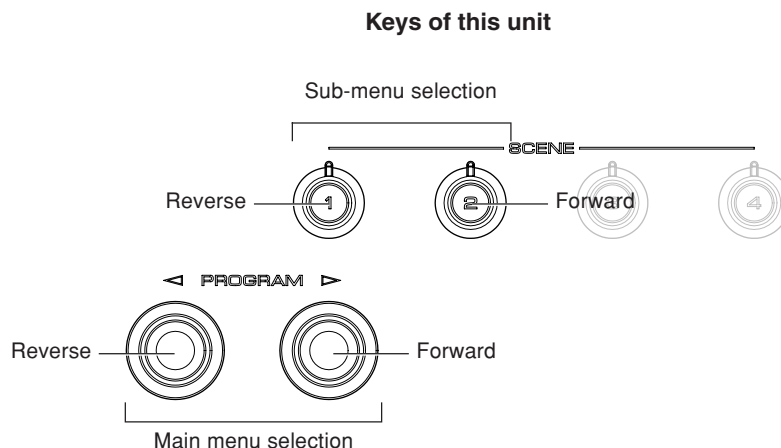 Keys of this unit
Sub-menu selection
SCENE
Reverse
1
2
Forward
4
◁ PROGRAM ▷
Reverse
Forward
Main menu selection